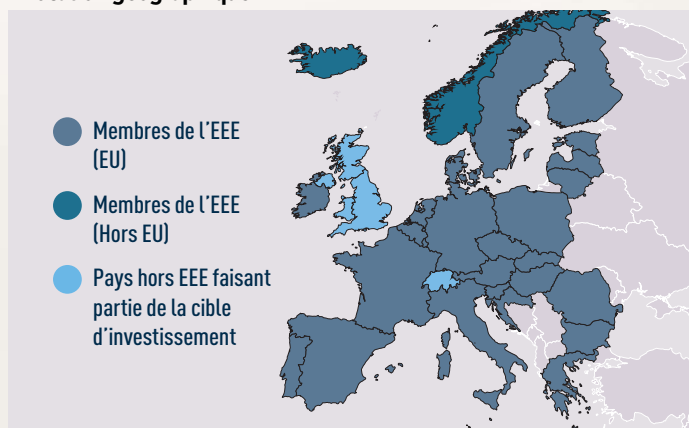 Membres de l'EEE
(EU)
Membres de l'EEE
(Hors EU)
Pays hors EEE faisant
partie de la cible
d'investissement